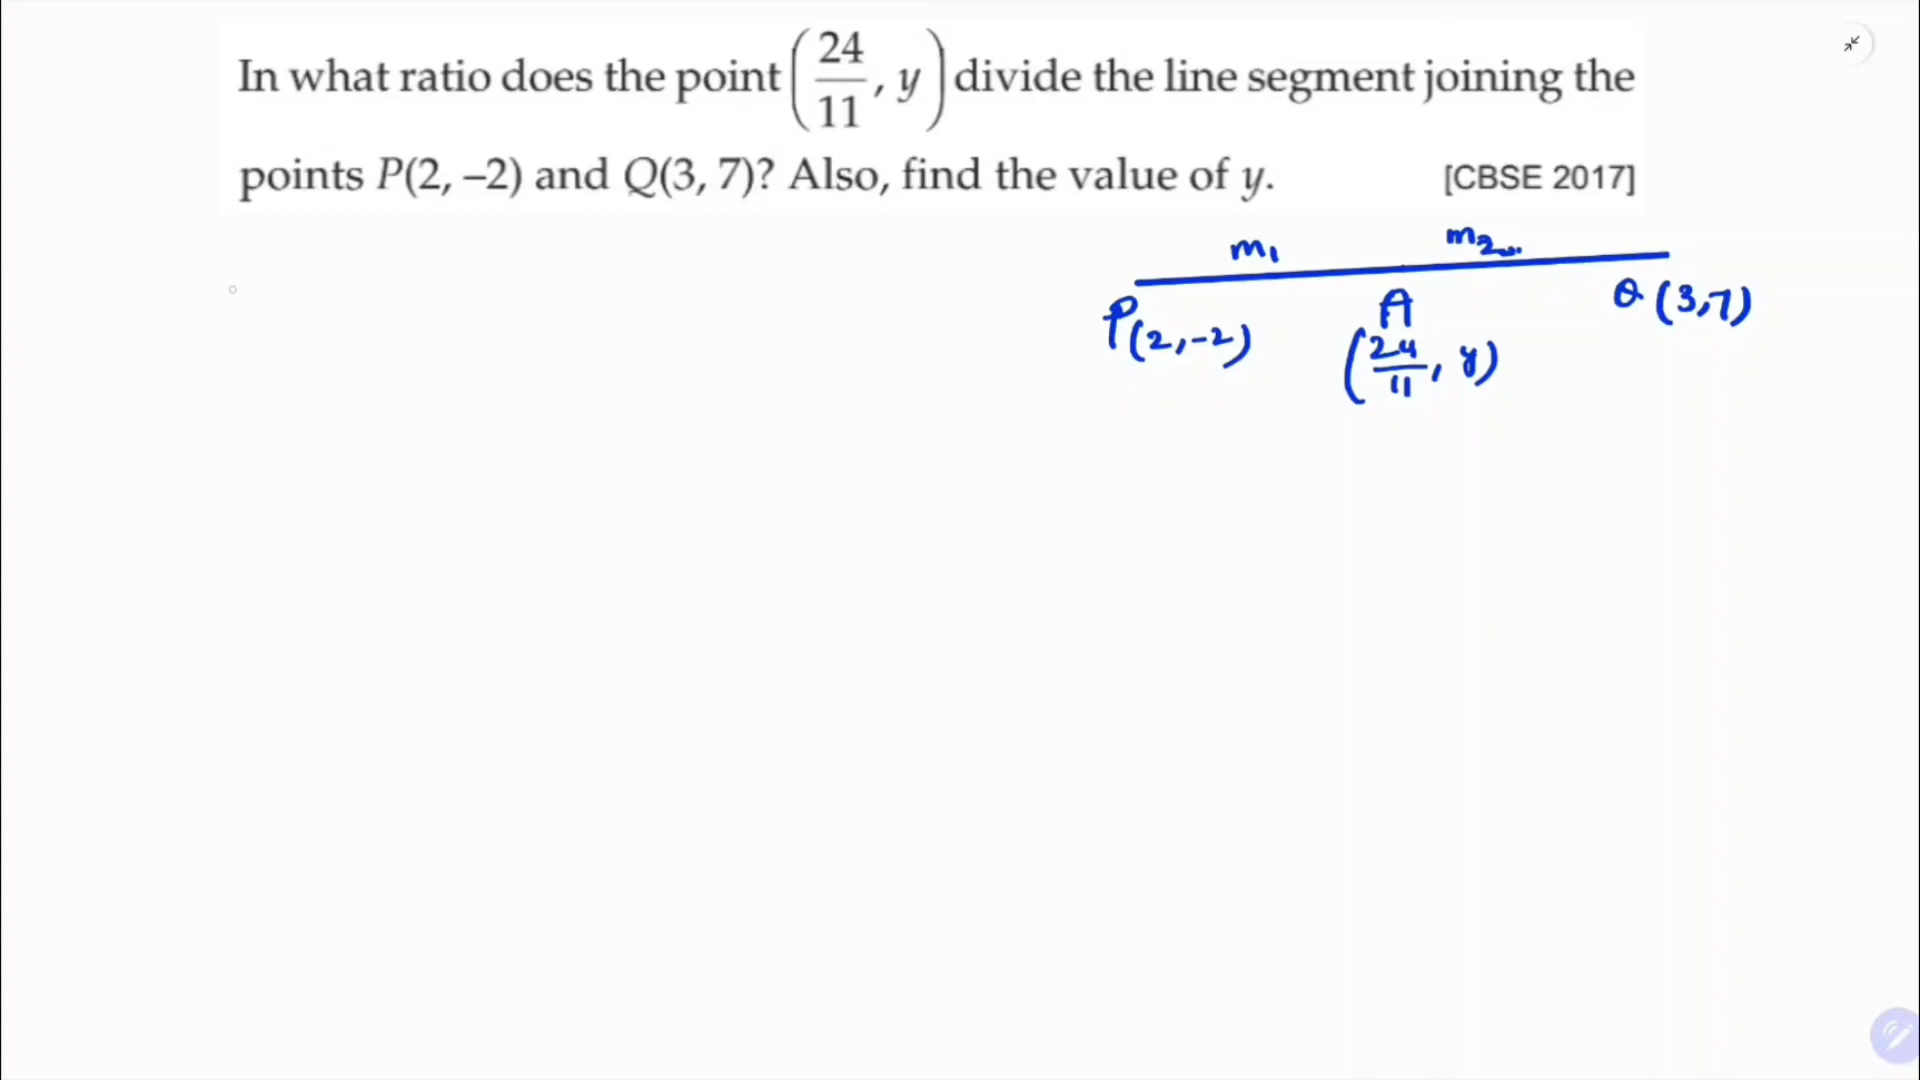 In what ratio does the point (24/11, y) divide the line segment joining the
points P(2, –2) and Q(3, 7)? Also, find the value of y. [CBSE 2017]
m₁ m₂
P(2,-2) A (24/11, y) Q (3,7)